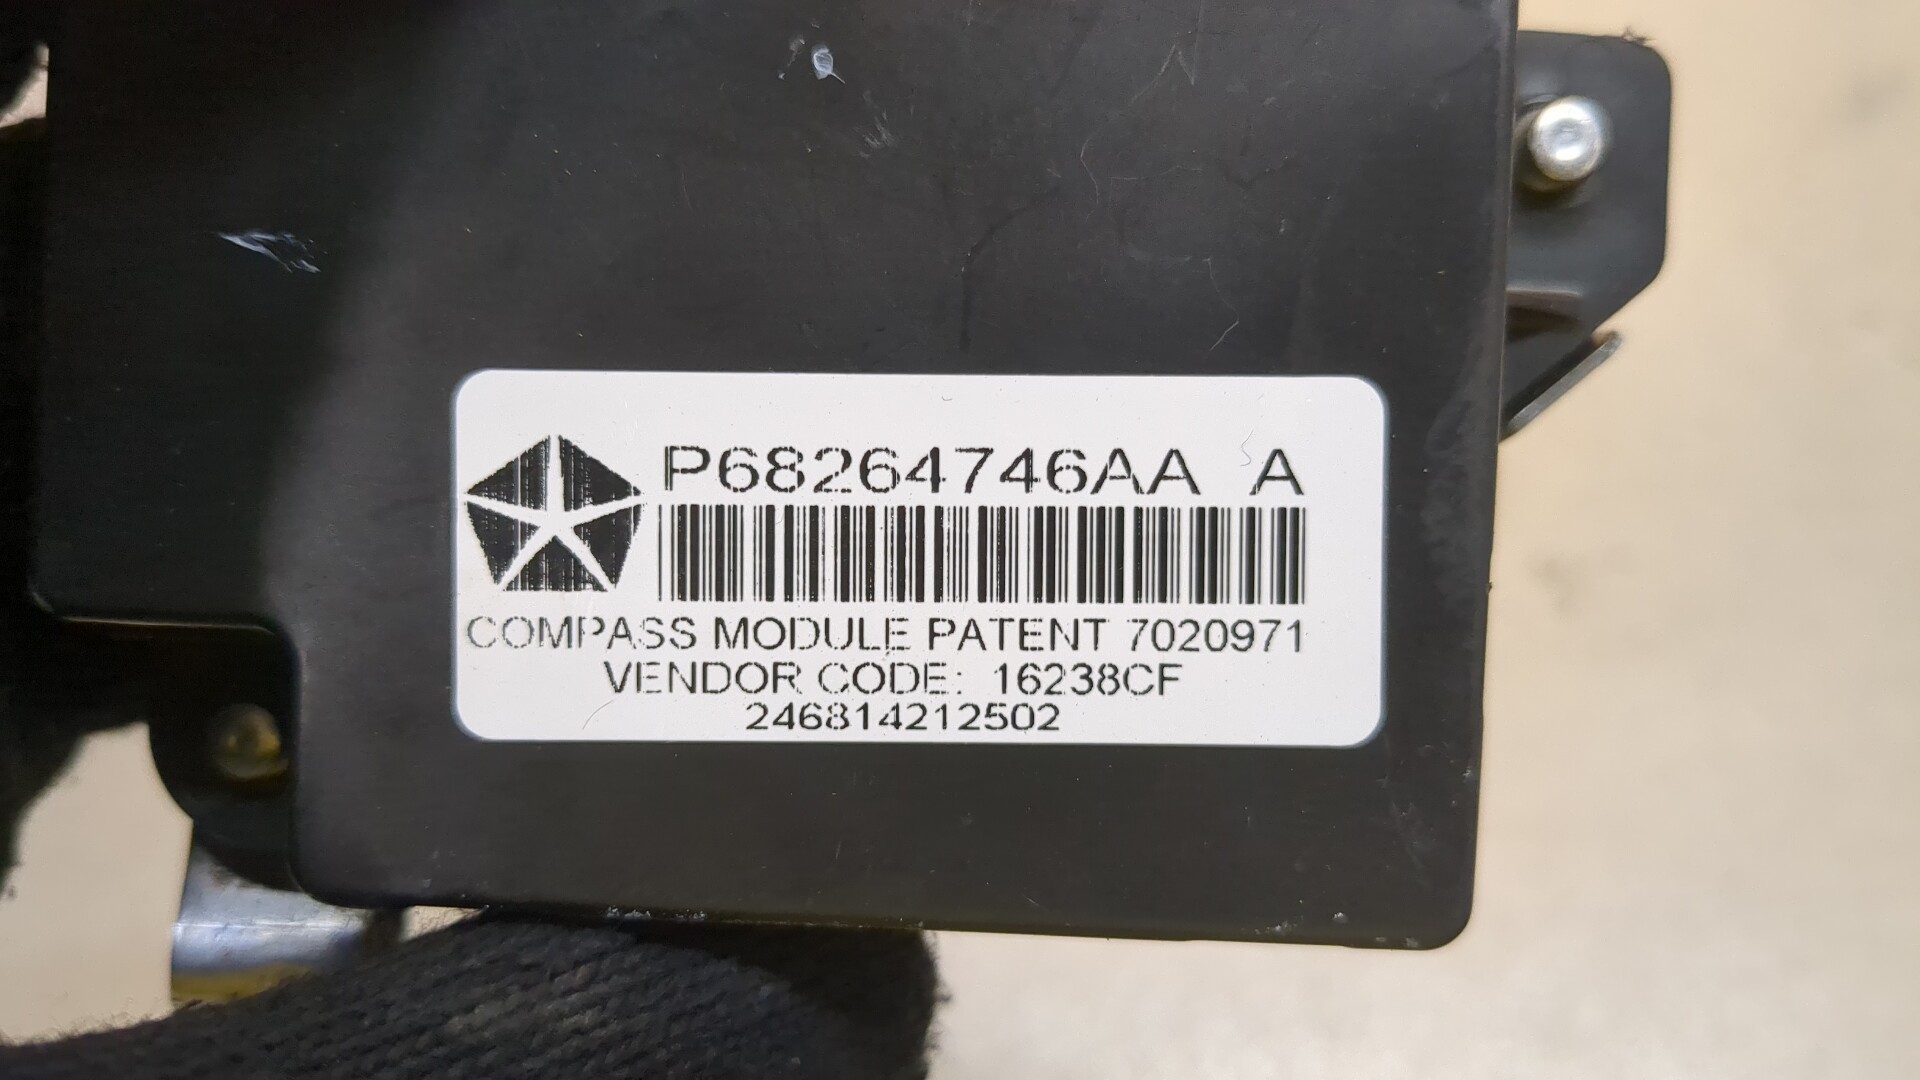 P68264746AA A
COMPASS MODULE PATENT 7020971
VENDOR CODE: 16238CF
246814212502